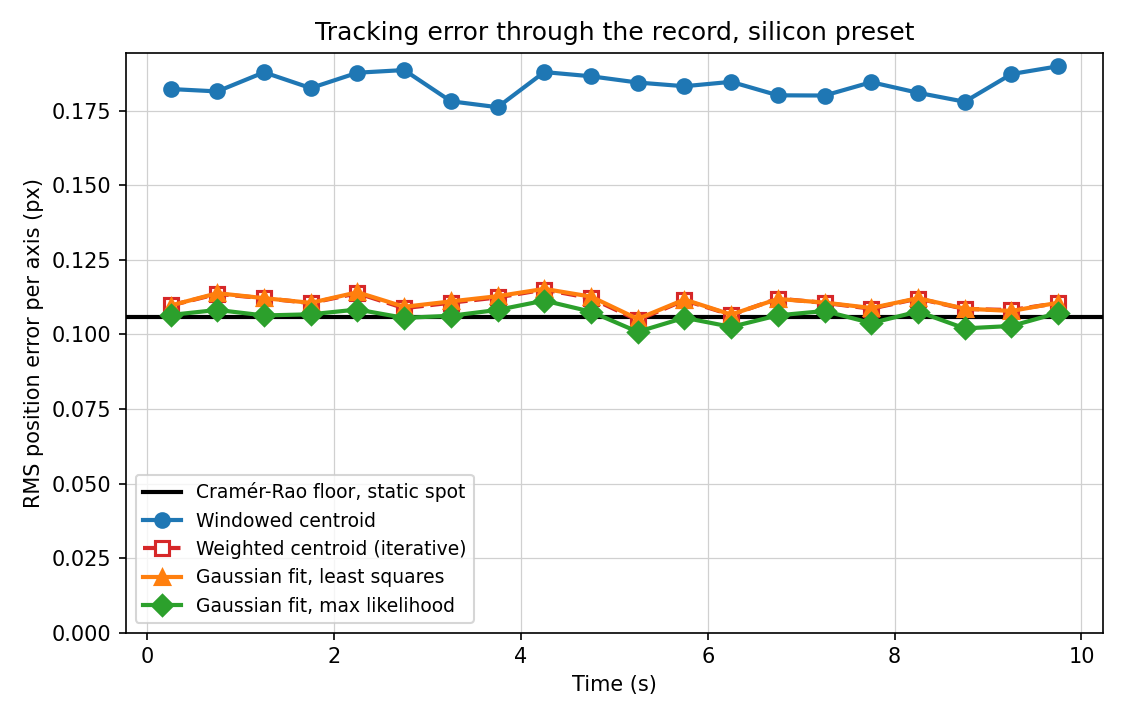 Tracking error through the record, silicon preset
RMS position error per axis (px)
0.175
0.150
0.125
0.100
0.075
0.050
0.025
0.000
Cramér-Rao floor, static spot
Windowed centroid
Weighted centroid (iterative)
Gaussian fit, least squares
Gaussian fit, max likelihood
0 2 4 6 8 10
Time (s)